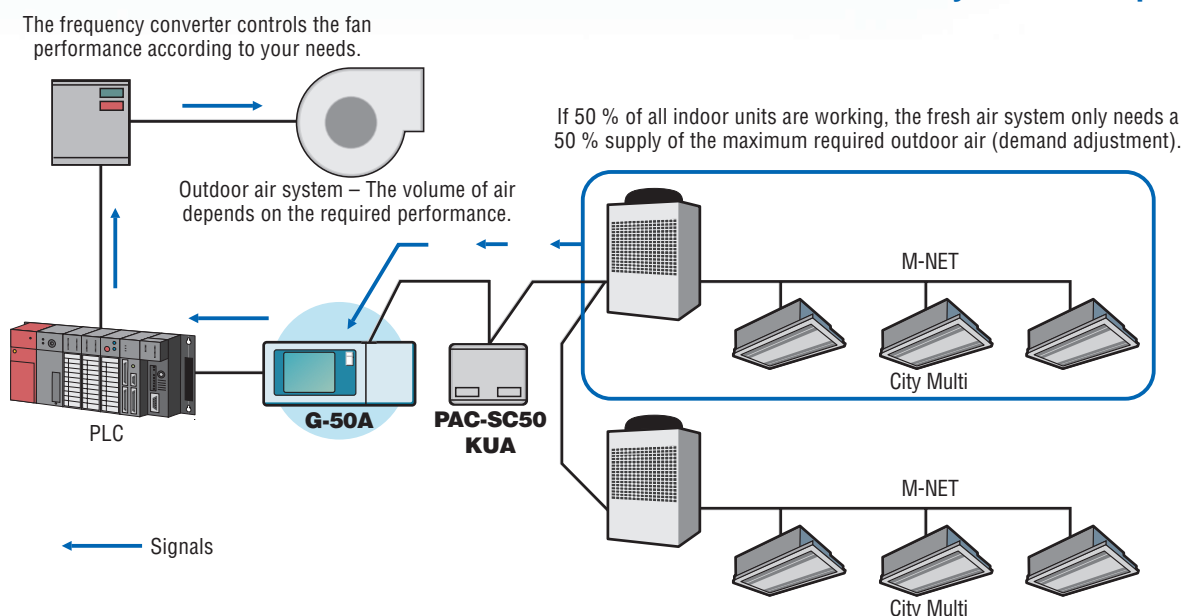 The frequency converter controls the fan
performance according to your needs.
If 50 % of all indoor units are working, the fresh air system only needs a
50 % supply of the maximum required outdoor air (demand adjustment).
Outdoor air system – The volume of air
depends on the required performance.
M-NET
City Multi
G-50A
PAC-SC50
KUA
PLC
M-NET
Signals
City Multi